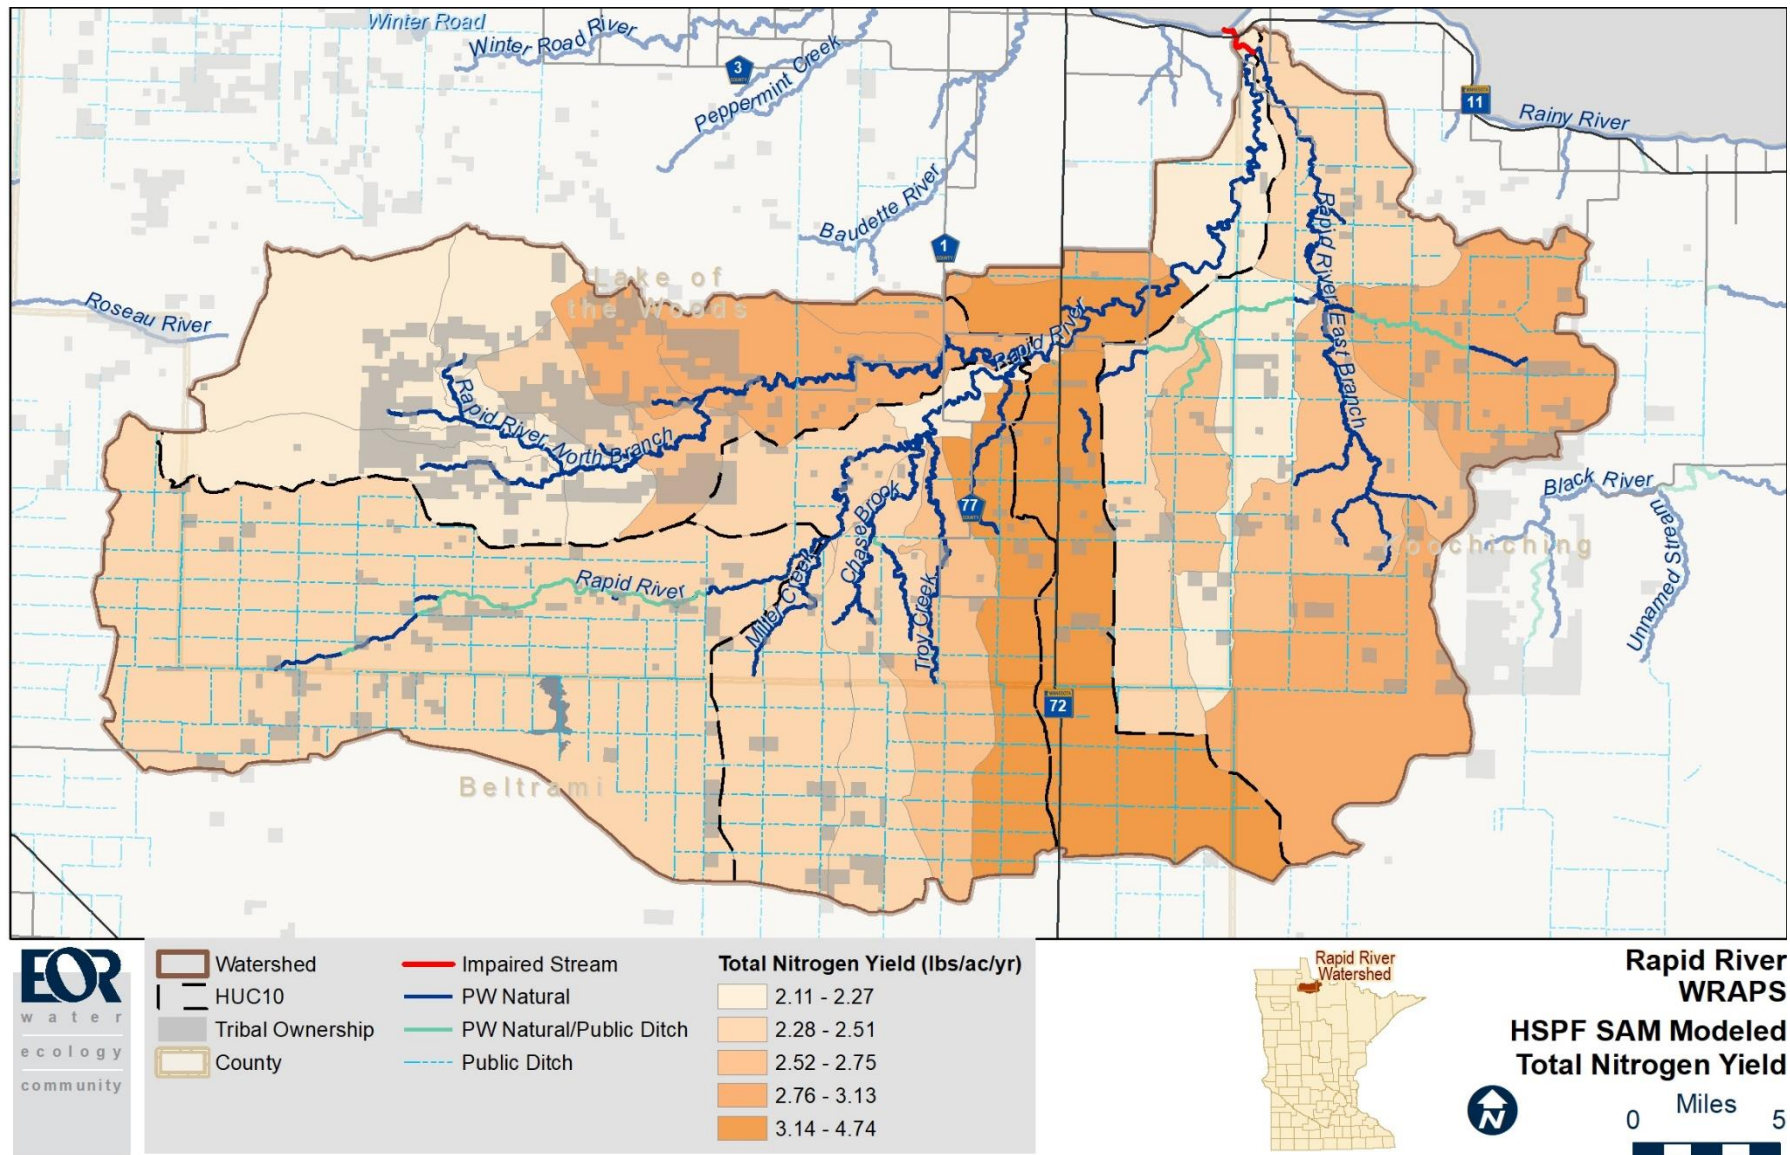 Winter Road
Winter Road River
3
COUNTY
Peppermint Creek
11
Rainy River
Baudette River
1
COUNTY
Rapid River, East Branch
Lake of
the Woods
Roseau River
Rapid River
Rapid River, North Branch
Black River
Unnamed Stream
77
COUNTY
Chase Brook
Koochiching
Rapid River
Miller Creek
Troy Creek
MINNESOTA
72
Beltrami
EOR
water
ecology
community
Watershed
HUC10
Tribal Ownership
County
Impaired Stream
PW Natural
PW Natural/Public Ditch
Public Ditch
Total Nitrogen Yield (lbs/ac/yr)
2.11 - 2.27
2.28 - 2.51
2.52 - 2.75
2.76 - 3.13
3.14 - 4.74
Rapid River
Watershed
Rapid River
WRAPS
HSPF SAM Modeled
Total Nitrogen Yield
N
Miles
0 5